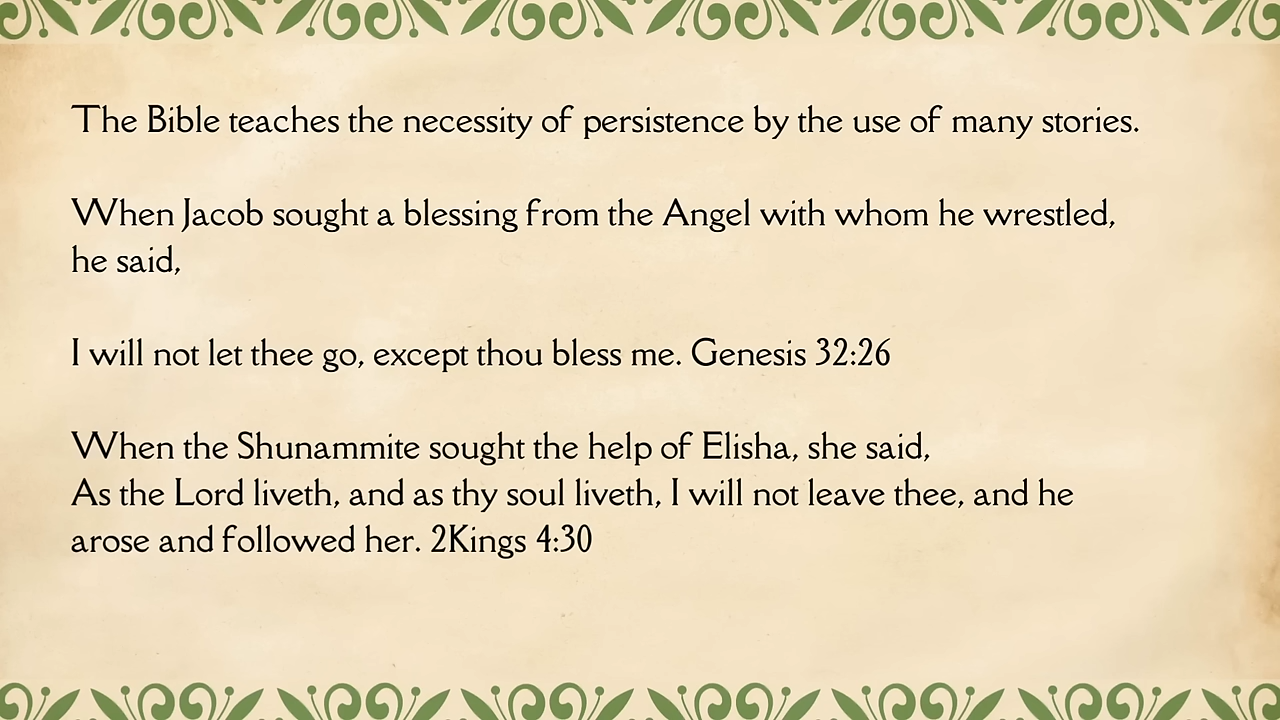 The Bible teaches the necessity of persistence by the use of many stories.
When Jacob sought a blessing from the Angel with whom he wrestled,
he said,
I will not let thee go, except thou bless me. Genesis 32:26
When the Shunammite sought the help of Elisha, she said,
As the Lord liveth, and as thy soul liveth, I will not leave thee, and he
arose and followed her. 2Kings 4:30